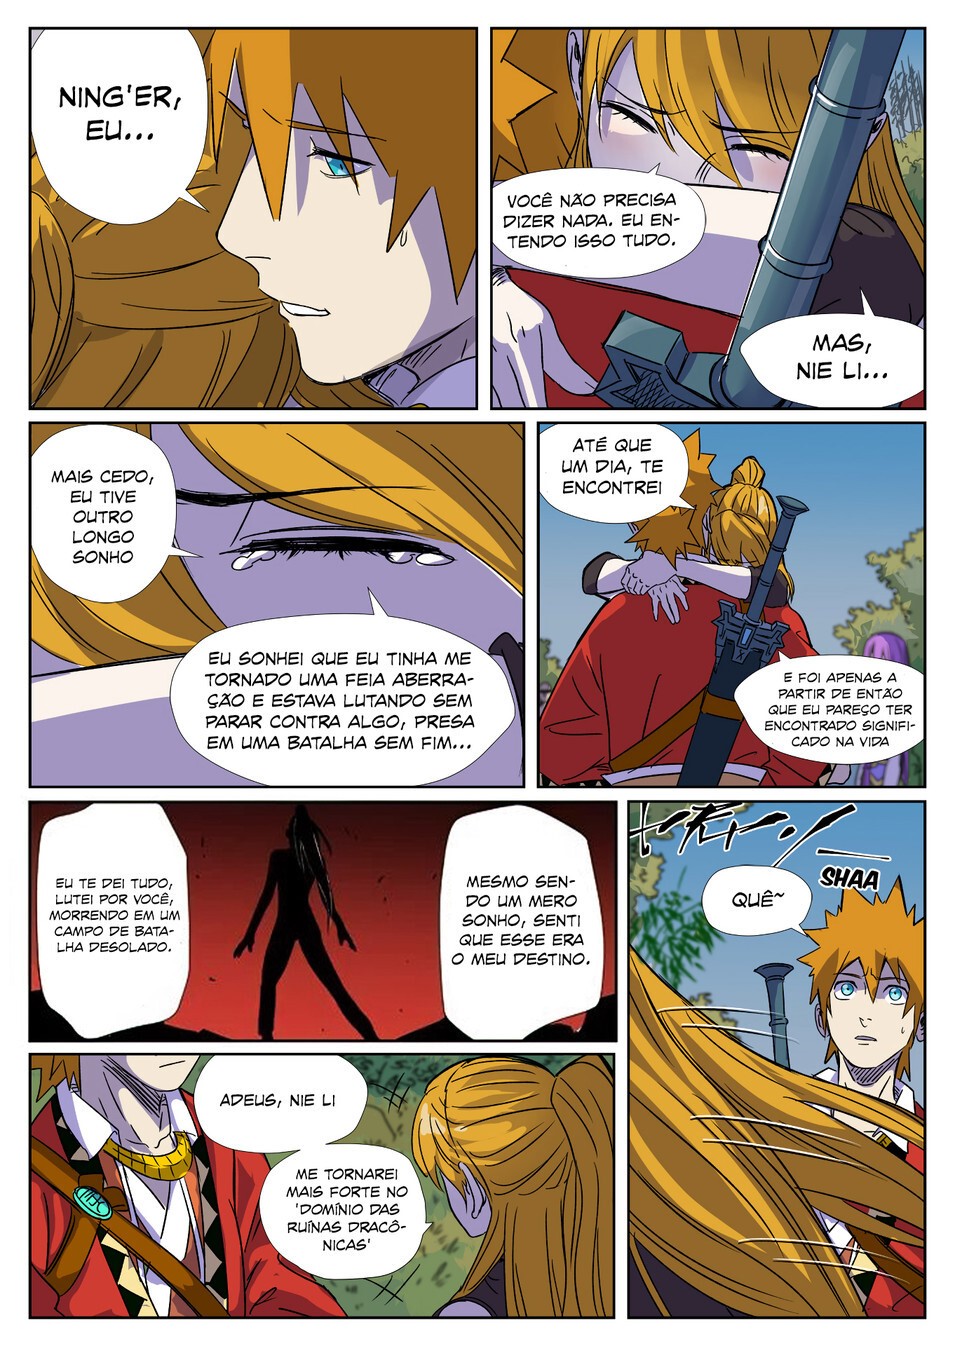 NING'ER,
EU...
VOCÊ NÃO PRECISA
DIZER NADA. EU EN-
TENDO ISSO TUDO.
MAS,
NIE LI...
MAIS CEDO,
EU TIVE
OUTRO
LONGO
SONHO
EU SONHEI QUE EU TINHA ME
TORNADO UMA FEIA ABERRA-
ÇÃO E ESTAVA LUTANDO SEM
PARAR CONTRA ALGO, PRESA
EM UMA BATALHA SEM FIM...
ATÉ QUE
UM DIA, TE
ENCONTREI
E FOI APENAS A
PARTIR DE ENTÃO
QUE EU PAREÇO TER
ENCONTRADO SIGNIFI-
CADO NA VIDA
EU TE DEI TUDO,
LUTEI POR VOCÊ,
MORRENDO EM UM
CAMPO DE BATA-
LHA DESOLADO.
MESMO SEN-
DO UM MERO
SONHO, SENTI
QUE ESSE ERA
O MEU DESTINO.
SHAA
QUÊ~
ADEUS, NIE LI
ME TORNAREI
MAIS FORTE NO
'DOMÍNIO DAS
RUÍNAS DRACÔ-
NICAS'